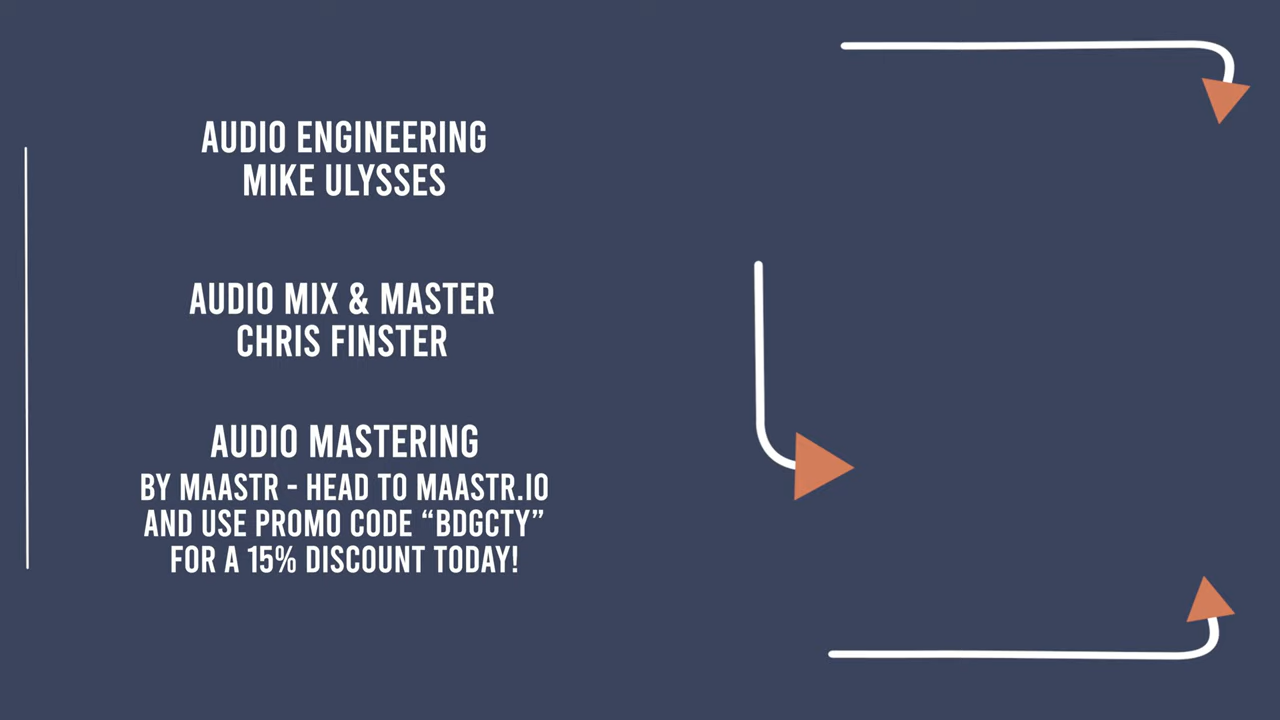 AUDIO ENGINEERING
MIKE ULYSSES
AUDIO MIX & MASTER
CHRIS FINSTER
AUDIO MASTERING
BY MAASTR - HEAD TO MAASTR.IO
AND USE PROMO CODE “BDGCTY”
FOR A 15% DISCOUNT TODAY!